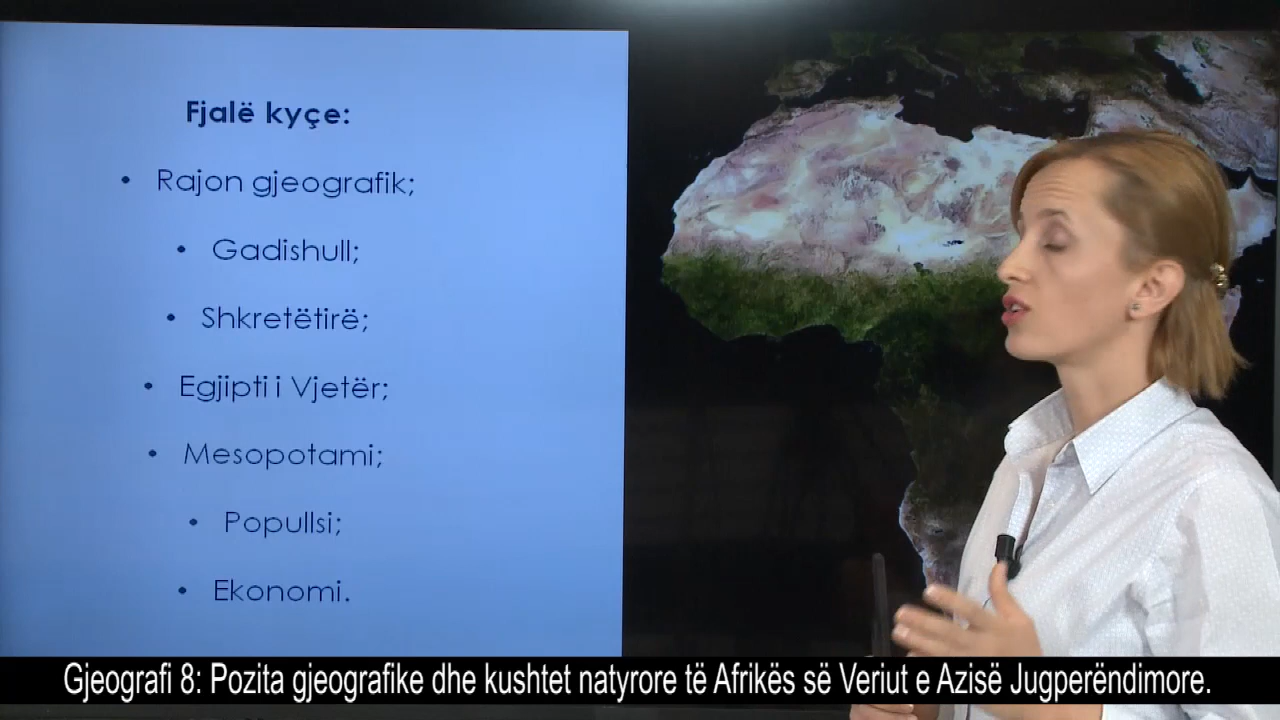 Fjalë kyçe:
• Rajon gjeografik;
• Gadishull;
• Shkretëtirë;
• Egjipti i Vjetër;
• Mesopotami;
• Popullsi;
• Ekonomi.
Gjeografi 8: Pozita gjeografike dhe kushtet natyrore të Afrikës së Veriut e Azisë Jugperëndimore.